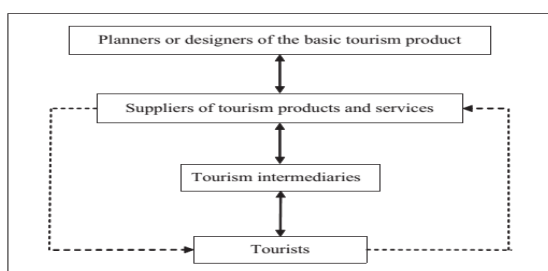 Planners or designers of the basic tourism product
Suppliers of tourism products and services
Tourism intermediaries
Tourists